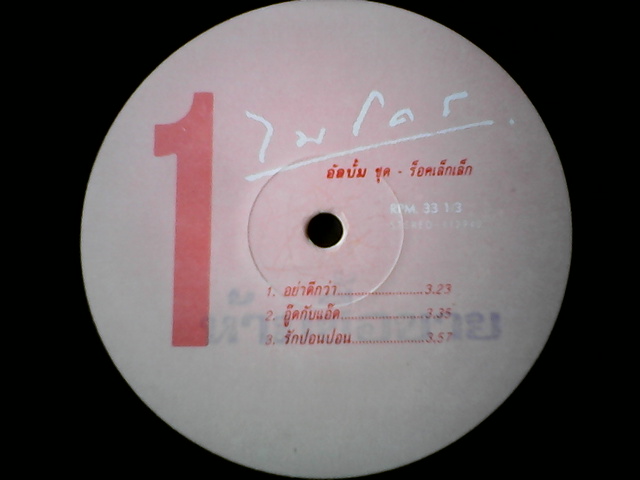 1
ไมโคร
อัลบั้ม ชุด - ร็อคเล็กเล็ก
RPM 33 1/3
1. อย่าดีกว่า........................3.23
2. อู๊ดกับแอ๊ด.......................3.35
3. รักปอนปอน....................3.57